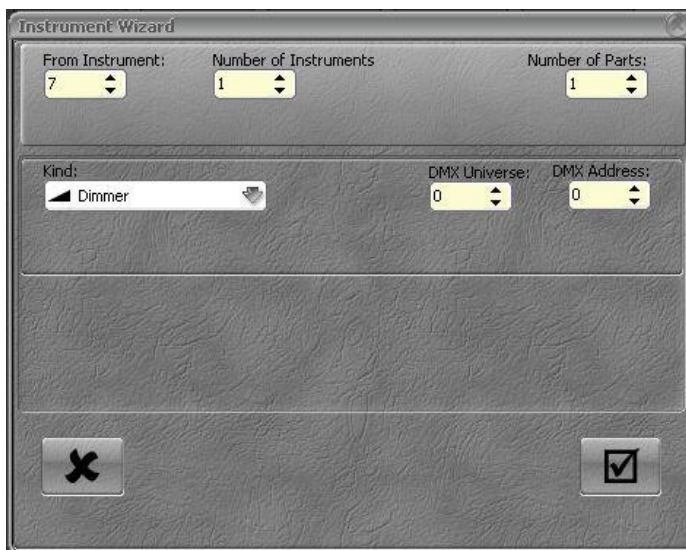 Instrument Wizard
From Instrument: Number of Instruments Number of Parts:
7 1 1
Kind: DMX Universe: DMX Address:
Dimmer 0 0